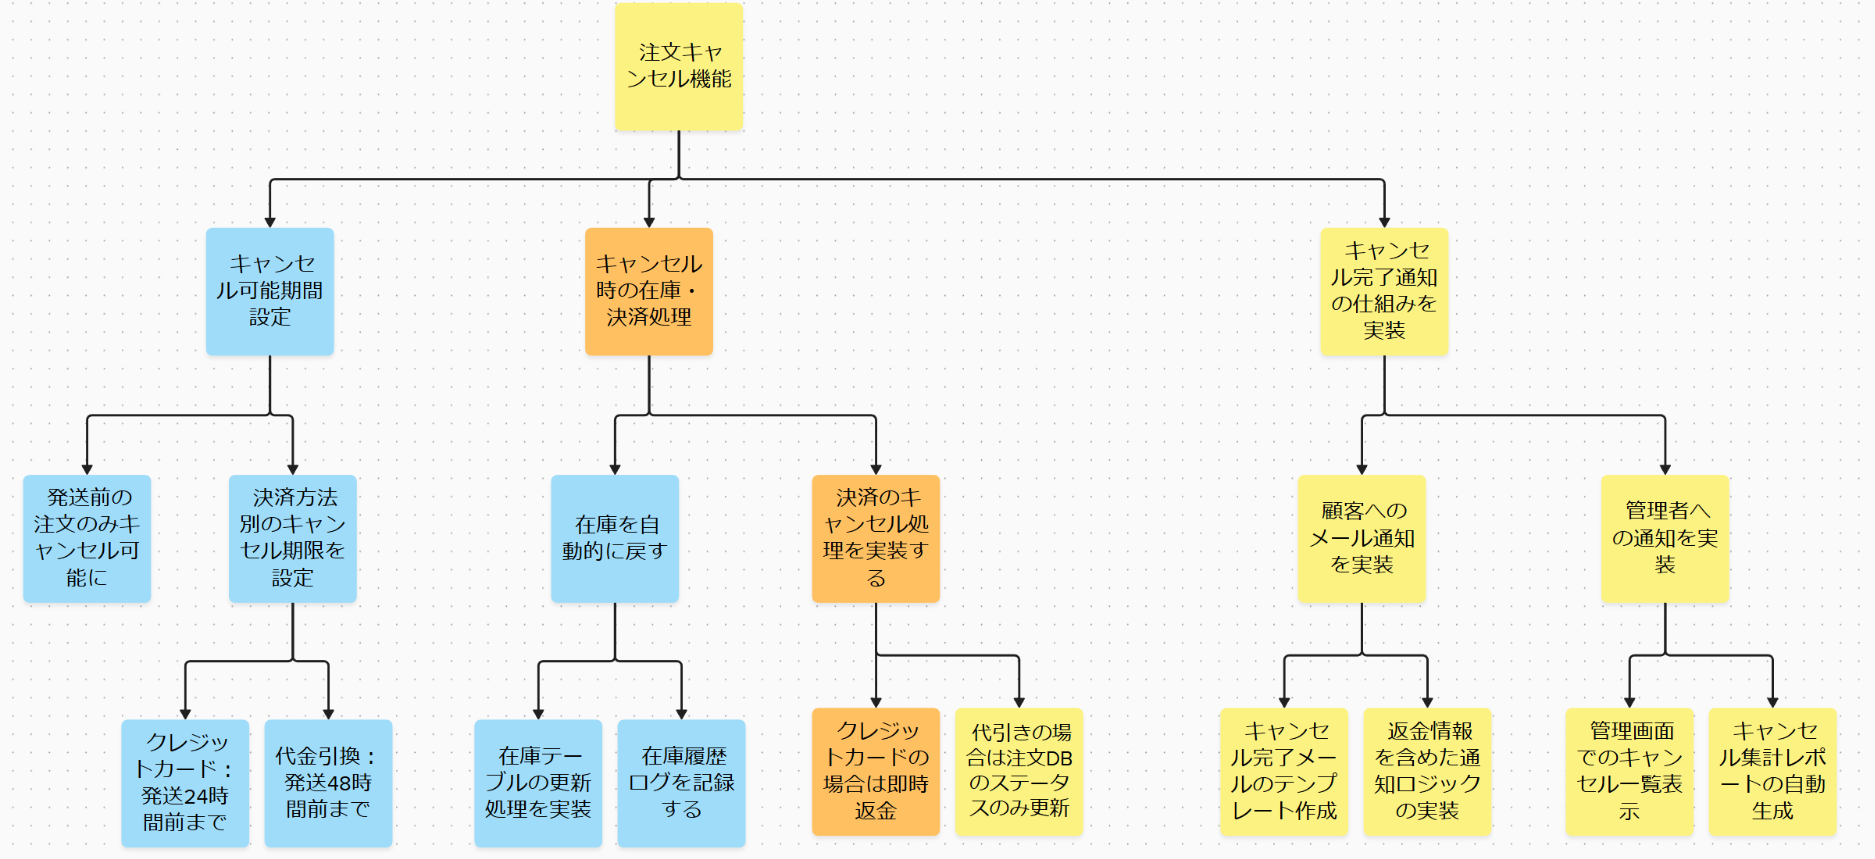 注文キャ
ンセル機能
キャンセ
ル可能期間
設定
キャンセル
時の在庫・
決済処理
キャンセ
ル完了通知
の仕組みを
実装
発送前の
注文のみキ
ャンセル可
能に
決済方法
別のキャン
セル期限を
設定
在庫を自
動的に戻す
決済のキ
ャンセル処
理を実装す
る
顧客への
メール通知
を実装
管理者へ
の通知を実
装
クレジッ
トカード：
発送24時
間前まで
代金引換：
発送48時
間前まで
在庫テー
ブルの更新
処理を実装
在庫履歴
ログを記録
する
クレジッ
トカードの
場合は即時
返金
代引きの場
合は注文DB
のステータ
スのみ更新
キャンセ
ル完了メー
ルのテンプ
レート作成
返金情報
を含めた通
知ロジック
の実装
管理画面
でのキャン
セル一覧表
示
キャンセ
ル集計レポ
ートの自動
生成